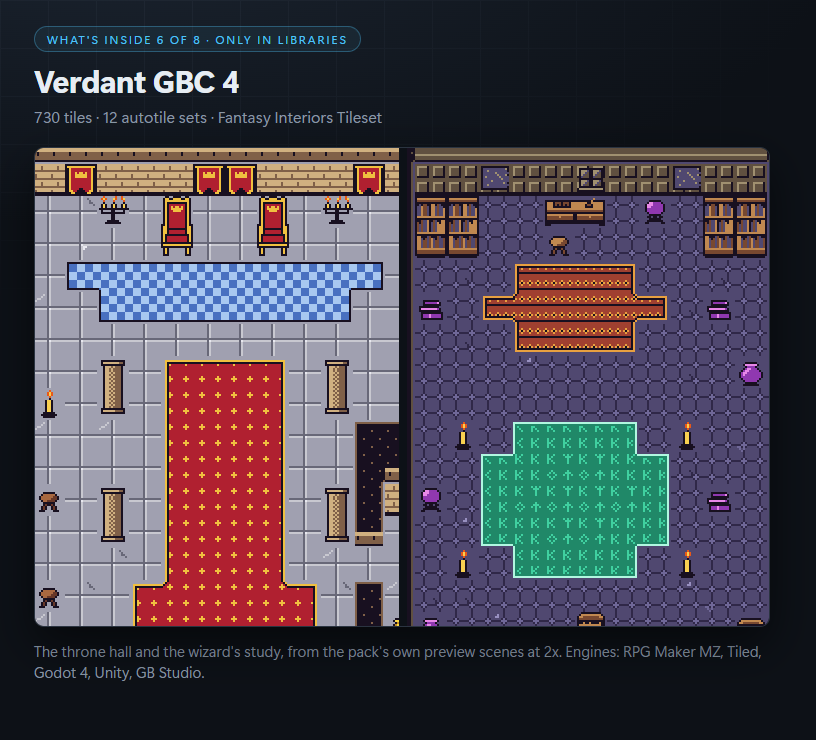 WHAT'S INSIDE 6 OF 8 · ONLY IN LIBRARIES
Verdant GBC 4
730 tiles · 12 autotile sets · Fantasy Interiors Tileset
The throne hall and the wizard's study, from the pack's own preview scenes at 2x. Engines: RPG Maker MZ, Tiled,
Godot 4, Unity, GB Studio.